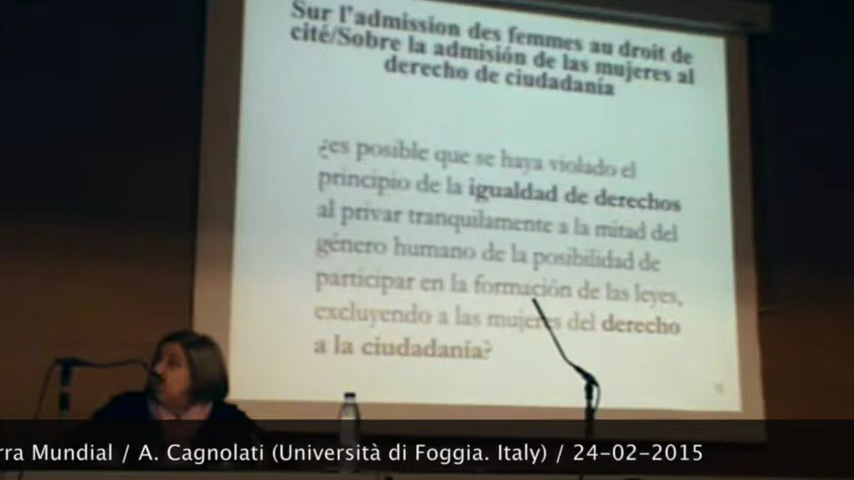 Sur l'admission des femmes au droit de
cité/Sobre la admisión de las mujeres al
derecho de ciudadanía
¿es posible que se haya violado el
principio de la igualdad de derechos
al privar tranquilamente a la mitad del
género humano de la posibilidad de
participar en la formación de las leyes,
excluyendo a las mujeres del derecho
a la ciudadanía?
rra Mundial / A. Cagnolati (Università di Foggia. Italy) / 24-02-2015